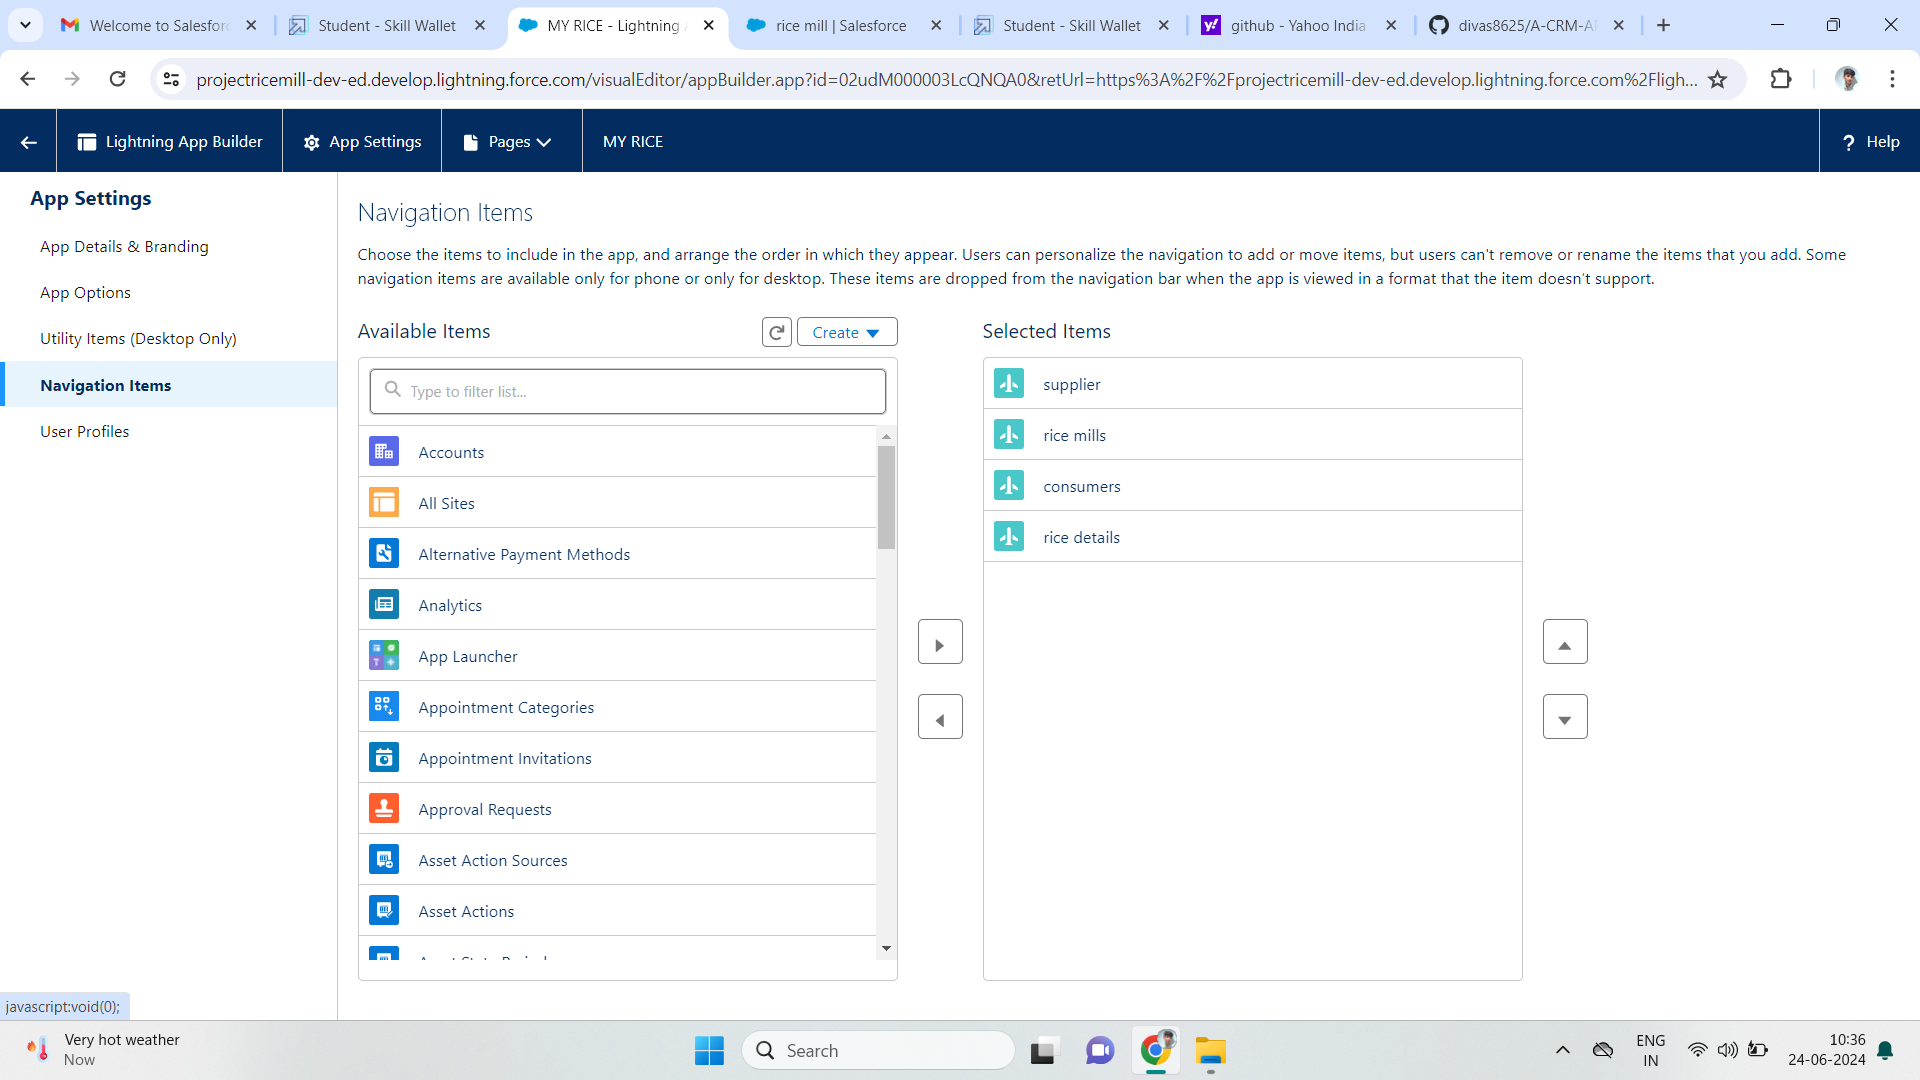 Welcome to Salesforc
Student - Skill Wallet
MY RICE - Lightning A
rice mill | Salesforce
Student - Skill Wallet
github - Yahoo India
divas8625/A-CRM-AP
projectricemill-dev-ed.develop.lightning.force.com/visualEditor/appBuilder.app?id=02udM000003LcQNQA0&retUrl=https%3A%2F%2Fprojectricemill-dev-ed.develop.lightning.force.com%2Fligh...
Lightning App Builder
App Settings
Pages
MY RICE
? Help
App Settings
App Details & Branding
App Options
Utility Items (Desktop Only)
Navigation Items
User Profiles
Navigation Items
Choose the items to include in the app, and arrange the order in which they appear. Users can personalize the navigation to add or move items, but users can't remove or rename the items that you add. Some
navigation items are available only for phone or only for desktop. These items are dropped from the navigation bar when the app is viewed in a format that the item doesn't support.
Available Items
Create
Type to filter list...
Accounts
All Sites
Alternative Payment Methods
Analytics
App Launcher
Appointment Categories
Appointment Invitations
Approval Requests
Asset Action Sources
Asset Actions
Selected Items
supplier
rice mills
consumers
rice details
javascript:void(0);
Very hot weather
Now
Search
ENG
IN
10:36
24-06-2024